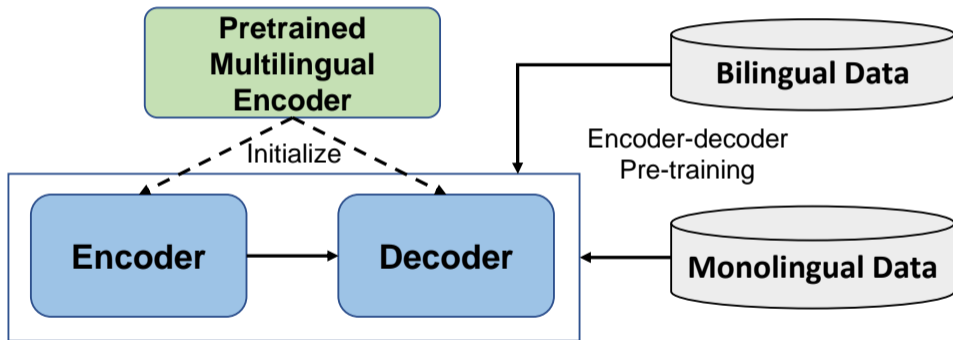 Pretrained
Multilingual
Encoder
Bilingual Data
Initialize
Encoder-decoder
Pre-training
Encoder
Decoder
Monolingual Data